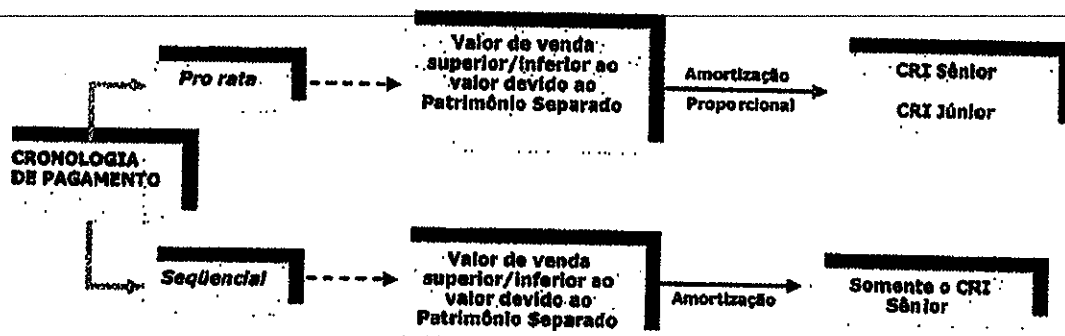 CRONOLOGIA
DE PAGAMENTO
Pro rata
Valor de venda
superior/inferior ao
valor devido ao
Patrimônio Separado
Amortização
Proporcional
CRI Sênior
CRI Júnior
Seqüencial
Valor de venda
superior/inferior ao
valor devido ao
Patrimônio Separado
Amortização
Somente o CRI
Sênior